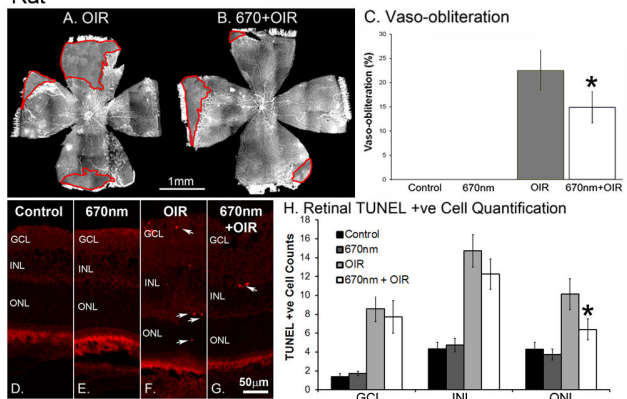 Rat
A. OIR
B. 670+OIR
1mm
C. Vaso-obliteration
Vaso-obliteration (%)
30
25
20
15
10
5
0
*
Control 670nm OIR 670nm+OIR
Control 670nm OIR 670nm +OIR
GCL GCL GCL GCL
INL INL INL INL
ONL ONL ONL ONL
D. E. F. G. 50µm
H. Retinal TUNEL +ve Cell Quantification
TUNEL +ve Cell Counts
18
16
14
12
10
8
6
4
2
0
Control
670nm
OIR
670nm + OIR
*
GCL INL ONL